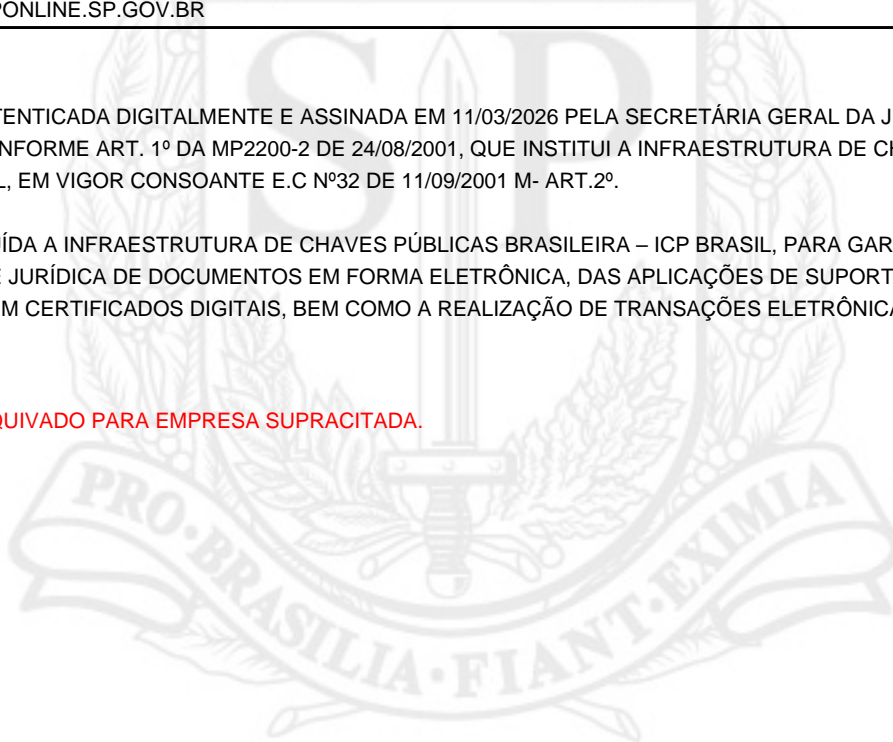 PONLINE.SP.GOV.BR
TENTICADA DIGITALMENTE E ASSINADA EM 11/03/2026 PELA SECRETÁRIA GERAL DA J
NFORME ART. 1º DA MP2200-2 DE 24/08/2001, QUE INSTITUI A INFRAESTRUTURA DE CH
L, EM VIGOR CONSOANTE E.C Nº32 DE 11/09/2001 M- ART.2º.
ÍDA A INFRAESTRUTURA DE CHAVES PÚBLICAS BRASILEIRA – ICP BRASIL, PARA GAR
E JURÍDICA DE DOCUMENTOS EM FORMA ELETRÔNICA, DAS APLICAÇÕES DE SUPORT
M CERTIFICADOS DIGITAIS, BEM COMO A REALIZAÇÃO DE TRANSAÇÕES ELETRÔNICA
QUIVADO PARA EMPRESA SUPRACITADA.
SP
PRO·BRASILIA·FIANT·EXIMIA